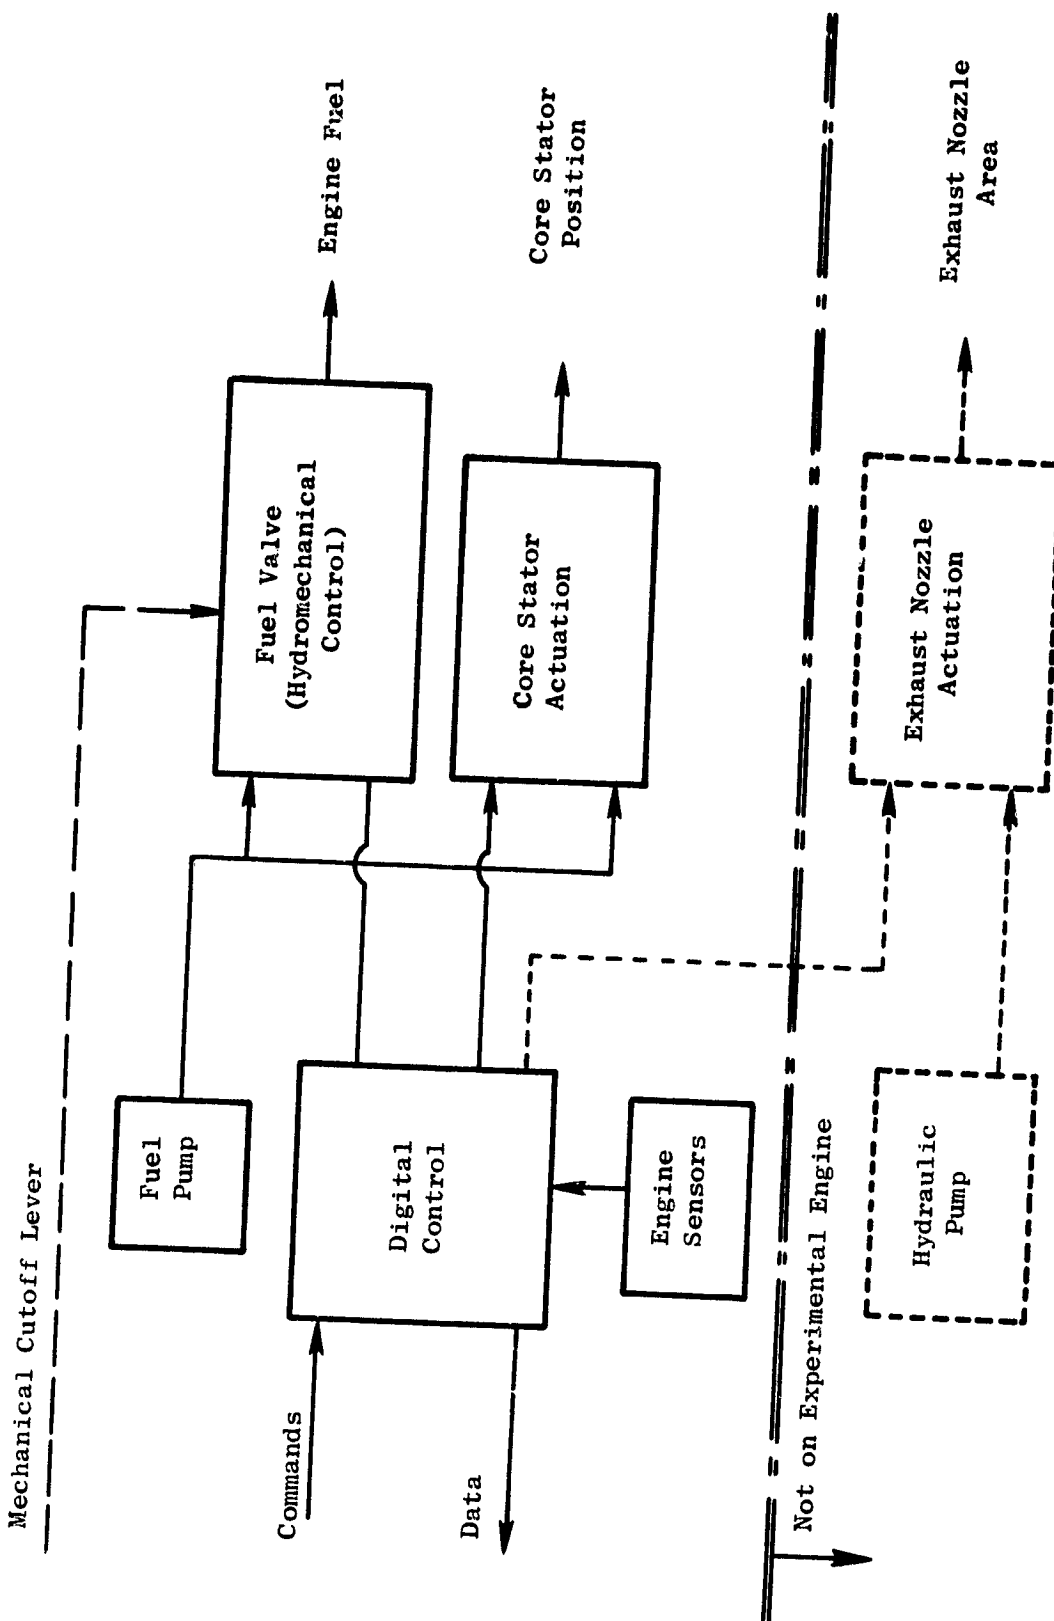 Mechanical Cutoff Lever
Fuel
Pump
Fuel Valve
(Hydromechanical
Control)
Engine Fuel
Commands
Data
Digital
Control
Core Stator
Actuation
Core Stator
Position
Engine
Sensors
Not on Experimental Engine
Hydraulic
Pump
Exhaust Nozzle
Actuation
Exhaust Nozzle
Area